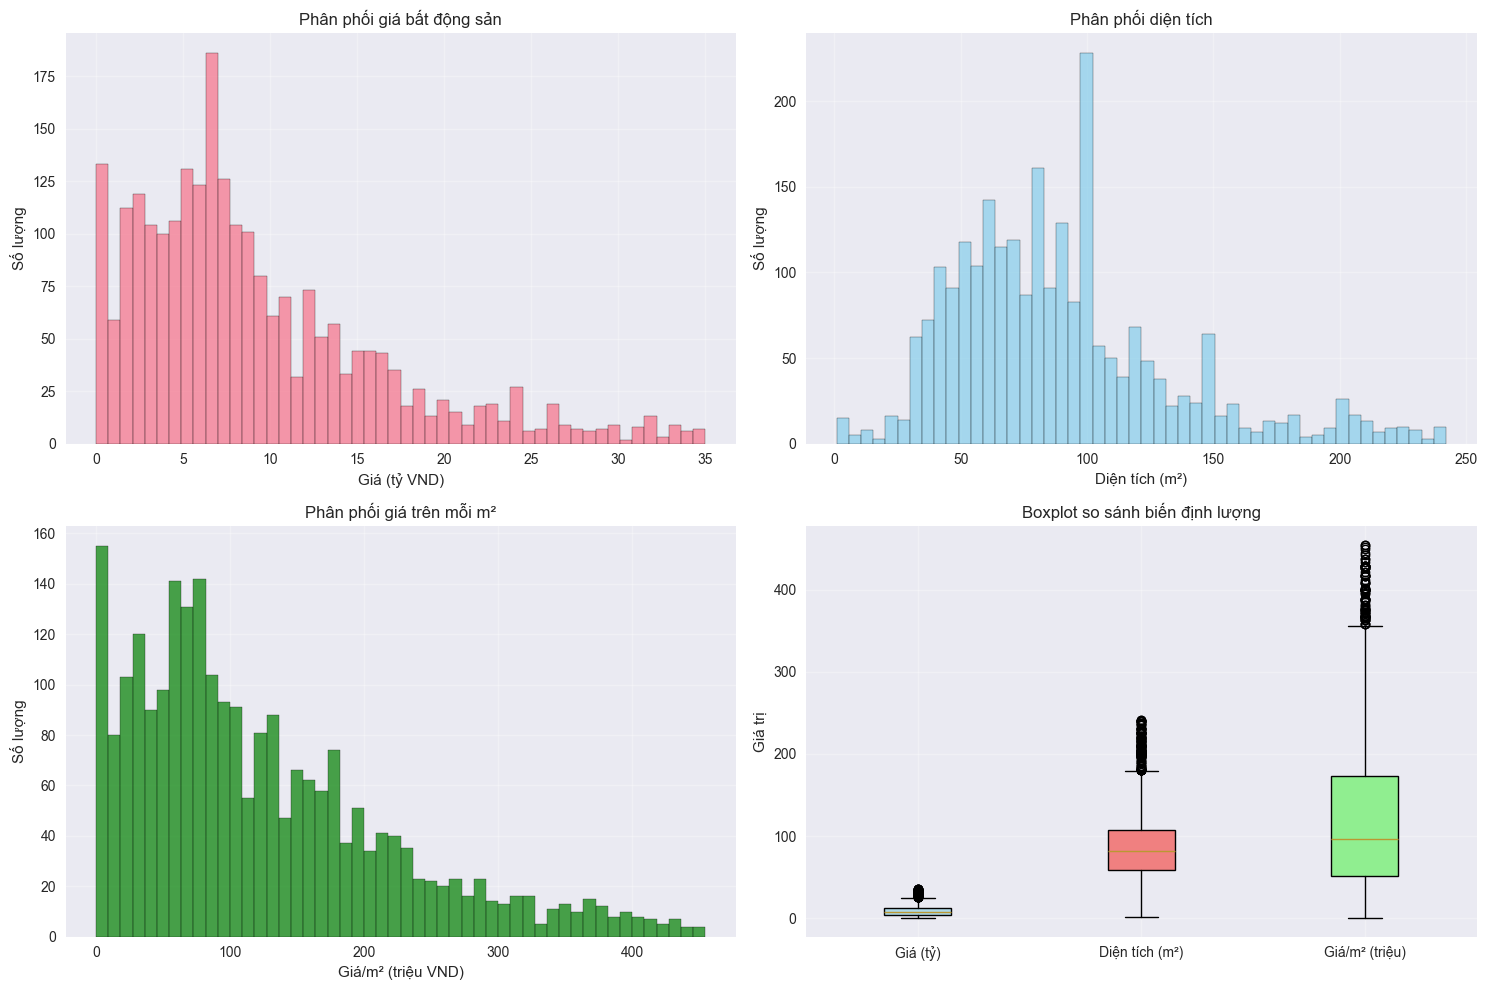 Phân phối giá bất động sản
Số lượng
175
150
125
100
75
50
25
0
0 5 10 15 20 25 30 35
Giá (tỷ VND)
Phân phối diện tích
Số lượng
200
150
100
50
0
0 50 100 150 200 250
Diện tích (m²)
Phân phối giá trên mỗi m²
Số lượng
160
140
120
100
80
60
40
20
0
0 100 200 300 400
Giá/m² (triệu VND)
Boxplot so sánh biến định lượng
Giá trị
400
300
200
100
0
Giá (tỷ) Diện tích (m²) Giá/m² (triệu)